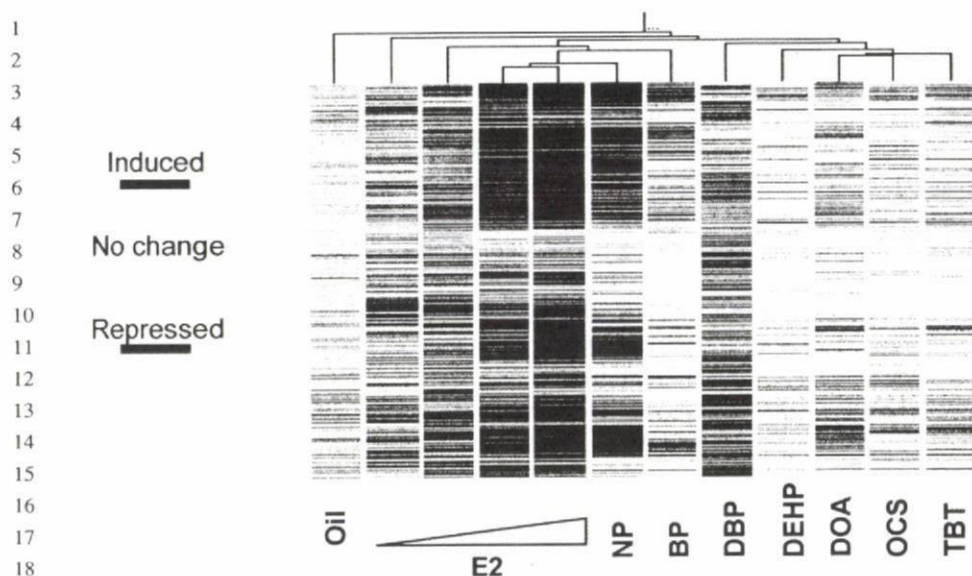 1
2
3
4
5
6
7
8
9
10
11
12
13
14
15
16
17
18
Induced
No change
Repressed
Oil
E2
NP
BP
DBP
DEHP
DOA
OCS
TBT